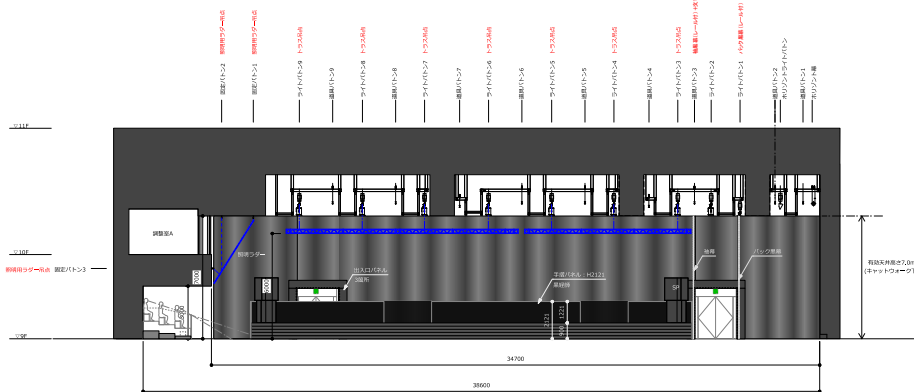 固定バトン2
照明用ラダー吊点
固定バトン1
照明用ラダー吊点
トラス吊点
ライトバトン9
道具バトン9
トラス吊点
ライトバトン8
道具バトン8
トラス吊点
ライトバトン7
道具バトン7
トラス吊点
ライトバトン6
道具バトン6
トラス吊点
ライトバトン5
道具バトン5
トラス吊点
ライトバトン4
道具バトン4
トラス吊点
ライトバトン3
道具バトン3
ライトバトン2
バック黒幕(レール付)
ライトバトン1
道具バトン2
ホリゾントライトバトン
道具バトン1
ホリゾント幕
▽11F
調整室A
▽10F
照明用ラダー吊点
固定バトン3
照明ラダー
7000
出入口パネル
3箇所
手摺パネル：H2121
黒経師
袖幕
バック黒幕
SP
有効天井高さ7.0m
(キャットウォーク下
2121
900
1221
▽9F
34700
38600